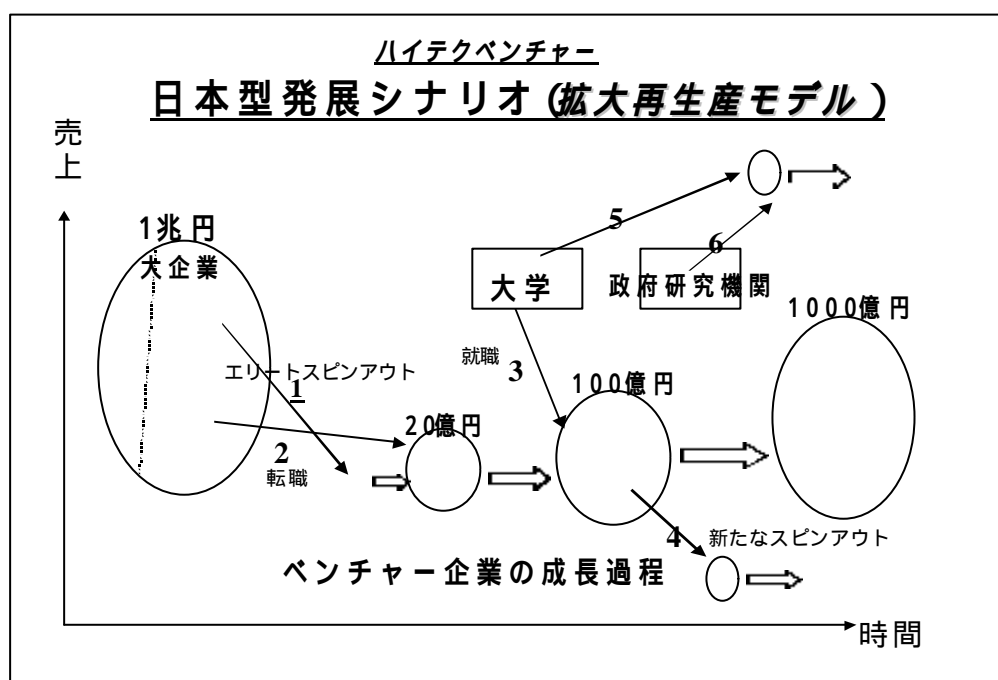 ハイテクベンチャー
日本型発展シナリオ(拡大再生産モデル)
売上
1兆円
大企業
5
6
大学
政府研究機関
1000億円
就職
3
エリートスピンアウト
1
100億円
20億円
2
転職
4
新たなスピンアウト
ベンチャー企業の成長過程
時間